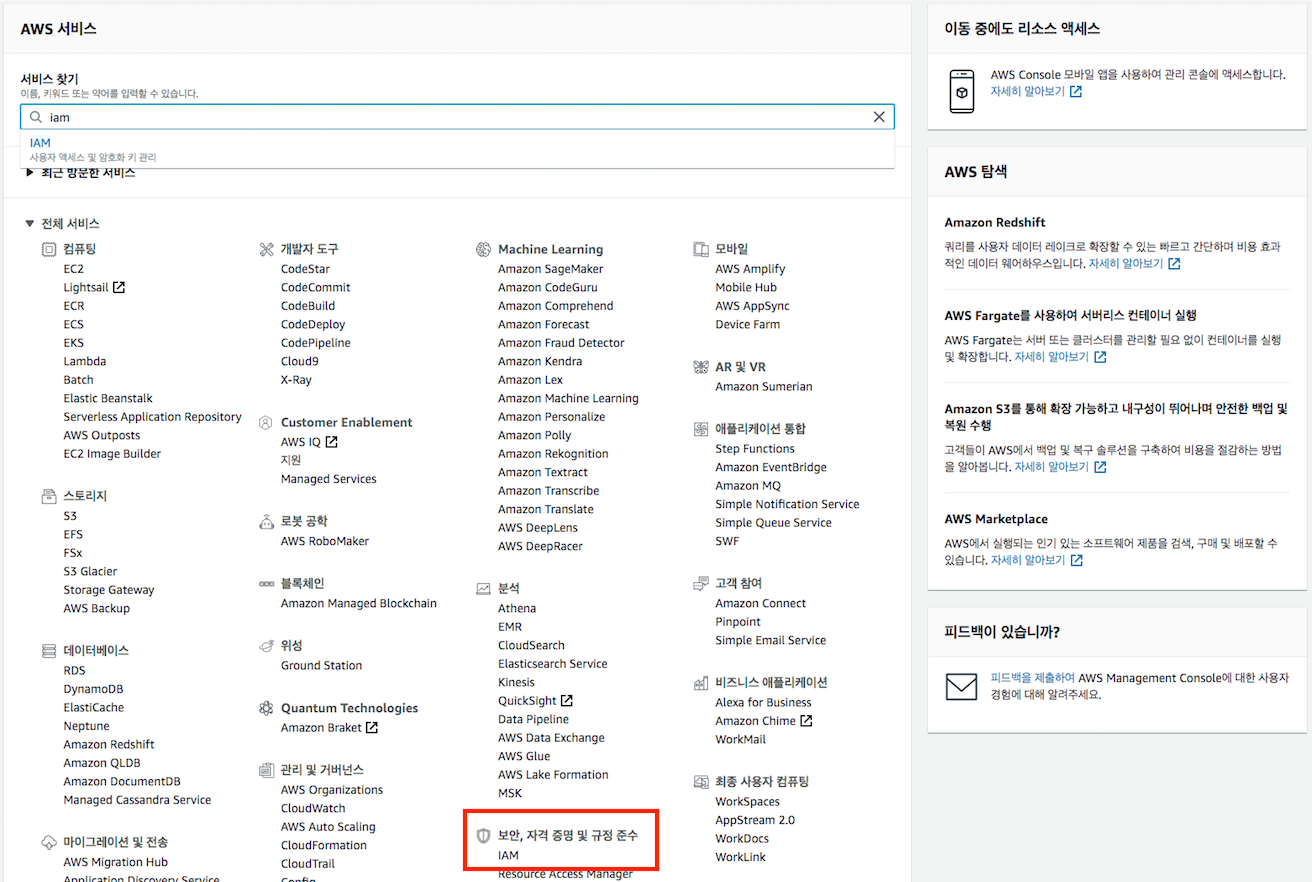 AWS 서비스
서비스 찾기
이름, 키워드 또는 약어를 입력할 수 있습니다.
iam
IAM
사용자 액세스 및 암호화 키 관리
최근 방문한 서비스
전체 서비스
컴퓨팅
EC2
Lightsail
ECR
ECS
EKS
Lambda
Batch
Elastic Beanstalk
Serverless Application Repository
AWS Outposts
EC2 Image Builder
스토리지
S3
EFS
FSx
S3 Glacier
Storage Gateway
AWS Backup
데이터베이스
RDS
DynamoDB
ElastiCache
Neptune
Amazon Redshift
Amazon QLDB
Amazon DocumentDB
Managed Cassandra Service
마이그레이션 및 전송
AWS Migration Hub
Application Discovery Service
개발자 도구
CodeStar
CodeCommit
CodeBuild
CodeDeploy
CodePipeline
Cloud9
X-Ray
Customer Enablement
AWS IQ
지원
Managed Services
로봇 공학
AWS RoboMaker
블록체인
Amazon Managed Blockchain
위성
Ground Station
Quantum Technologies
Amazon Braket
관리 및 거버넌스
AWS Organizations
CloudWatch
AWS Auto Scaling
CloudFormation
CloudTrail
Config
Machine Learning
Amazon SageMaker
Amazon CodeGuru
Amazon Comprehend
Amazon Forecast
Amazon Fraud Detector
Amazon Kendra
Amazon Lex
Amazon Machine Learning
Amazon Personalize
Amazon Polly
Amazon Rekognition
Amazon Textract
Amazon Transcribe
Amazon Translate
AWS DeepLens
AWS DeepRacer
분석
Athena
EMR
CloudSearch
Elasticsearch Service
Kinesis
QuickSight
Data Pipeline
AWS Data Exchange
AWS Glue
AWS Lake Formation
MSK
보안, 자격 증명 및 규정 준수
IAM
Resource Access Manager
모바일
AWS Amplify
Mobile Hub
AWS AppSync
Device Farm
AR 및 VR
Amazon Sumerian
애플리케이션 통합
Step Functions
Amazon EventBridge
Amazon MQ
Simple Notification Service
Simple Queue Service
SWF
고객 참여
Amazon Connect
Pinpoint
Simple Email Service
비즈니스 애플리케이션
Alexa for Business
Amazon Chime
WorkMail
최종 사용자 컴퓨팅
WorkSpaces
AppStream 2.0
WorkDocs
WorkLink
이동 중에도 리소스 액세스
AWS Console 모바일 앱을 사용하여 관리 콘솔에 액세스합니다.
자세히 알아보기
AWS 탐색
Amazon Redshift
쿼리를 사용자 데이터 레이크로 확장할 수 있는 빠르고 간단하며 비용 효과
적인 데이터 웨어하우스입니다. 자세히 알아보기
AWS Fargate를 사용하여 서버리스 컨테이너 실행
AWS Fargate는 서버 또는 클러스터를 관리할 필요 없이 컨테이너를 실행
및 확장합니다. 자세히 알아보기
Amazon S3를 통해 확장 가능하고 내구성이 뛰어나며 안전한 백업 및
복원 수행
고객들이 AWS에서 백업 및 복구 솔루션을 구축하여 비용을 절감하는 방법
을 알아봅니다. 자세히 알아보기
AWS Marketplace
AWS에서 실행되는 인기 있는 소프트웨어 제품을 검색, 구매 및 배포할 수
있습니다. 자세히 알아보기
피드백이 있습니까?
피드백을 제출하여 AWS Management Console에 대한 사용자
경험에 대해 알려주세요.